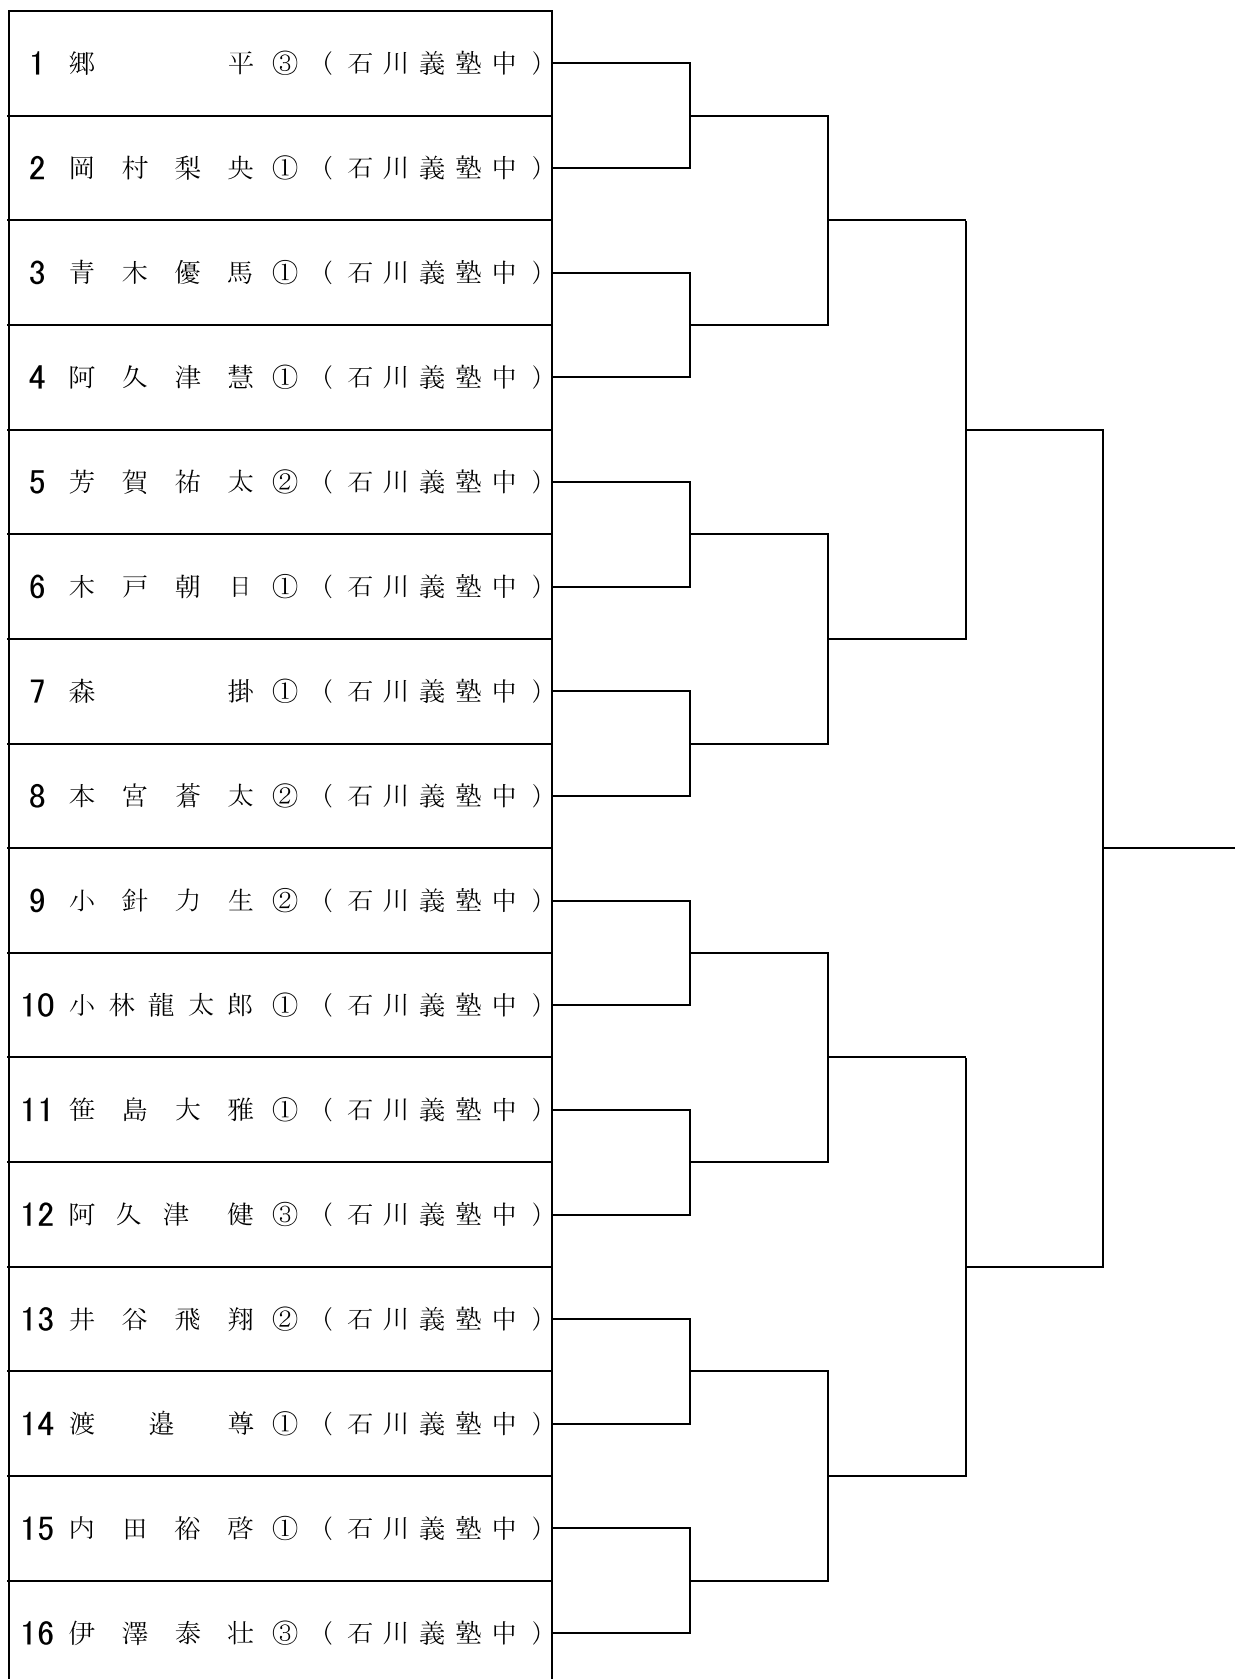 1 郷 平 ③ (石川義塾中)
2 岡村梨央 ① (石川義塾中)
3 青木優馬 ① (石川義塾中)
4 阿久津慧 ① (石川義塾中)
5 芳賀祐太 ② (石川義塾中)
6 木戸朝日 ① (石川義塾中)
7 森 掛 ① (石川義塾中)
8 本宮蒼太 ② (石川義塾中)
9 小針力生 ② (石川義塾中)
10 小林龍太郎 ① (石川義塾中)
11 笹島大雅 ① (石川義塾中)
12 阿久津 健 ③ (石川義塾中)
13 井谷飛翔 ② (石川義塾中)
14 渡邉 尊 ① (石川義塾中)
15 内田裕啓 ① (石川義塾中)
16 伊澤泰壮 ③ (石川義塾中)